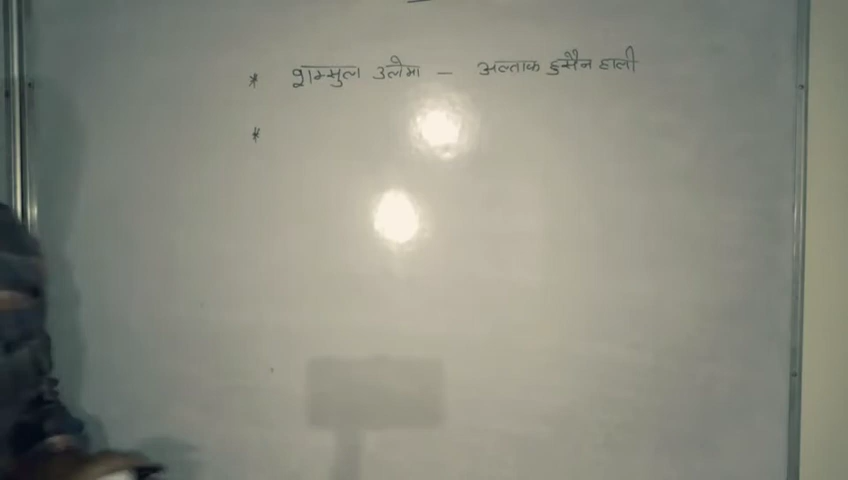 * शम्सुल उलेमा – अल्ताफ हुसैन हाली
*